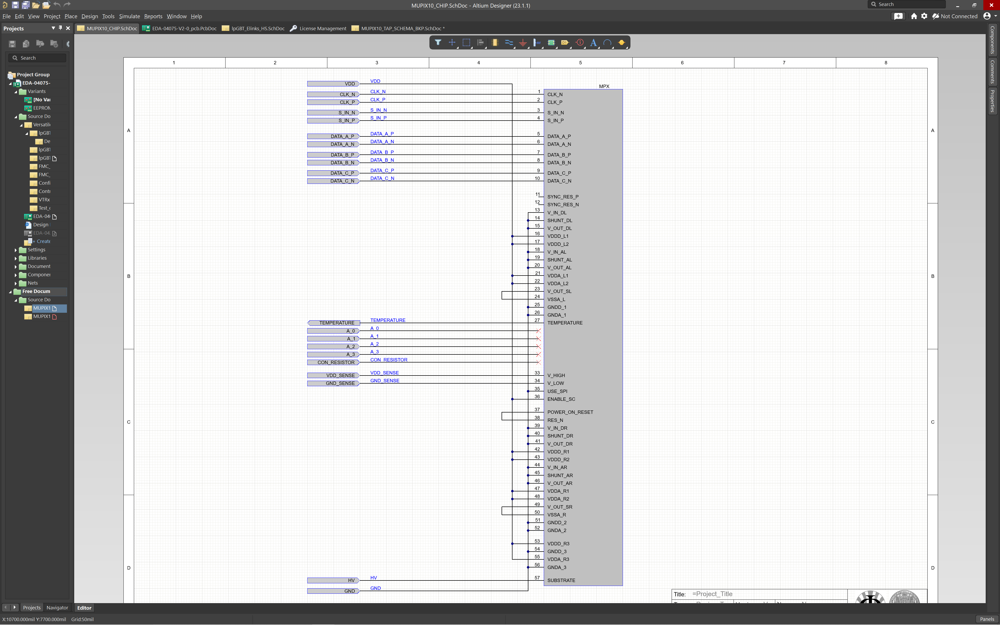 MUPIX10_CHIP.SchDoc - Altium Designer (23.1.1)
Search
File Edit View Project Place Design Tools Simulate Reports Window Help
Not Connected
Projects
MUPIX10_CHIP.SchDoc
EDA-04075-V2-0_pcb.PcbDoc
lpGBT_Elinks_HS.SchDoc
License Management
MUPIX10_TAP_SCHEMA_BKP.SchDoc *
Components
Comments
Properties
Search
Project Group
EDA-04075-
Variants
[No Var
EEPROM
Source Do
Versatile
lpGBT
De
lpGBT
lpGBT
FMC_
FMC_
Confi
Contr
VTRx
Test_c
EDA-040
Design
EDA-04.
+ Create
Settings
Libraries
Document
Componer
Nets
Free Docum
Source Do
MUPIX1
MUPIX1
1 2 3 4 5 6 7 8
A A
B B
C C
D D
MPX
VDD VDD
CLK_N CLK_N 1 CLK_N
CLK_P CLK_P 2 CLK_P
S_IN_N S_IN_N 3 S_IN_N
S_IN_P S_IN_P 4 S_IN_P
DATA_A_P DATA_A_P 5 DATA_A_P
DATA_A_N DATA_A_N 6 DATA_A_N
DATA_B_P DATA_B_P 7 DATA_B_P
DATA_B_N DATA_B_N 8 DATA_B_N
DATA_C_P DATA_C_P 9 DATA_C_P
DATA_C_N DATA_C_N 10 DATA_C_N
11 SYNC_RES_P
12 SYNC_RES_N
13 V_IN_DL
14 SHUNT_DL
15 V_OUT_DL
16 VDDD_L1
17 VDDD_L2
18 V_IN_AL
19 SHUNT_AL
20 V_OUT_AL
21 VDDA_L1
22 VDDA_L2
23 V_OUT_SL
24 VSSA_L
25 GNDD_1
26 GNDA_1
TEMPERATURE TEMPERATURE 27 TEMPERATURE
A_0 A_0
A_1 A_1
A_2 A_2
A_3 A_3
CON_RESISTOR CON_RESISTOR
VDD_SENSE VDD_SENSE 33 V_HIGH
GND_SENSE GND_SENSE 34 V_LOW
35 USE_SPI
36 ENABLE_SC
37 POWER_ON_RESET
38 RES_N
39 V_IN_DR
40 SHUNT_DR
41 V_OUT_DR
42 VDDD_R1
43 VDDD_R2
44 V_IN_AR
45 SHUNT_AR
46 V_OUT_AR
47 VDDA_R1
48 VDDA_R2
49 V_OUT_SR
50 VSSA_R
51 GNDD_2
52 GNDA_2
53 VDDD_R3
54 GNDD_3
55 VDDA_R3
56 GNDA_3
HV HV 57 SUBSTRATE
GND GND
Title: =Project_Title
Projects Navigator Editor
X:10700.000mil Y:7700.000mil Grid:50mil
Panels